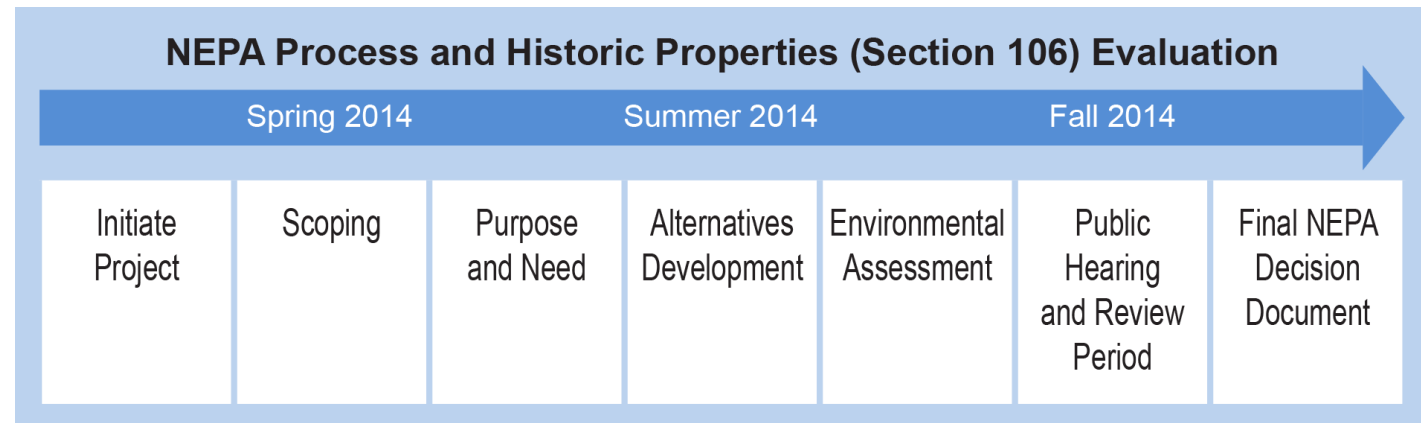 NEPA Process and Historic Properties (Section 106) Evaluation
Spring 2014
Summer 2014
Fall 2014
Initiate
Project
Scoping
Purpose
and Need
Alternatives
Development
Environmental
Assessment
Public
Hearing
and Review
Period
Final NEPA
Decision
Document